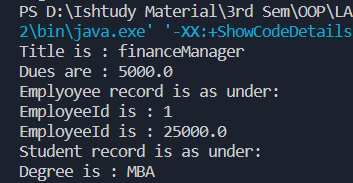 PS D:\Ishtudy Material\3rd Sem\OOP\LA
2\bin\java.exe' '-XX:+ShowCodeDetails
Title is : financeManager
Dues are : 5000.0
Emplyoyee record is as under:
EmployeeId is : 1
EmployeeId is : 25000.0
Student record is as under:
Degree is : MBA